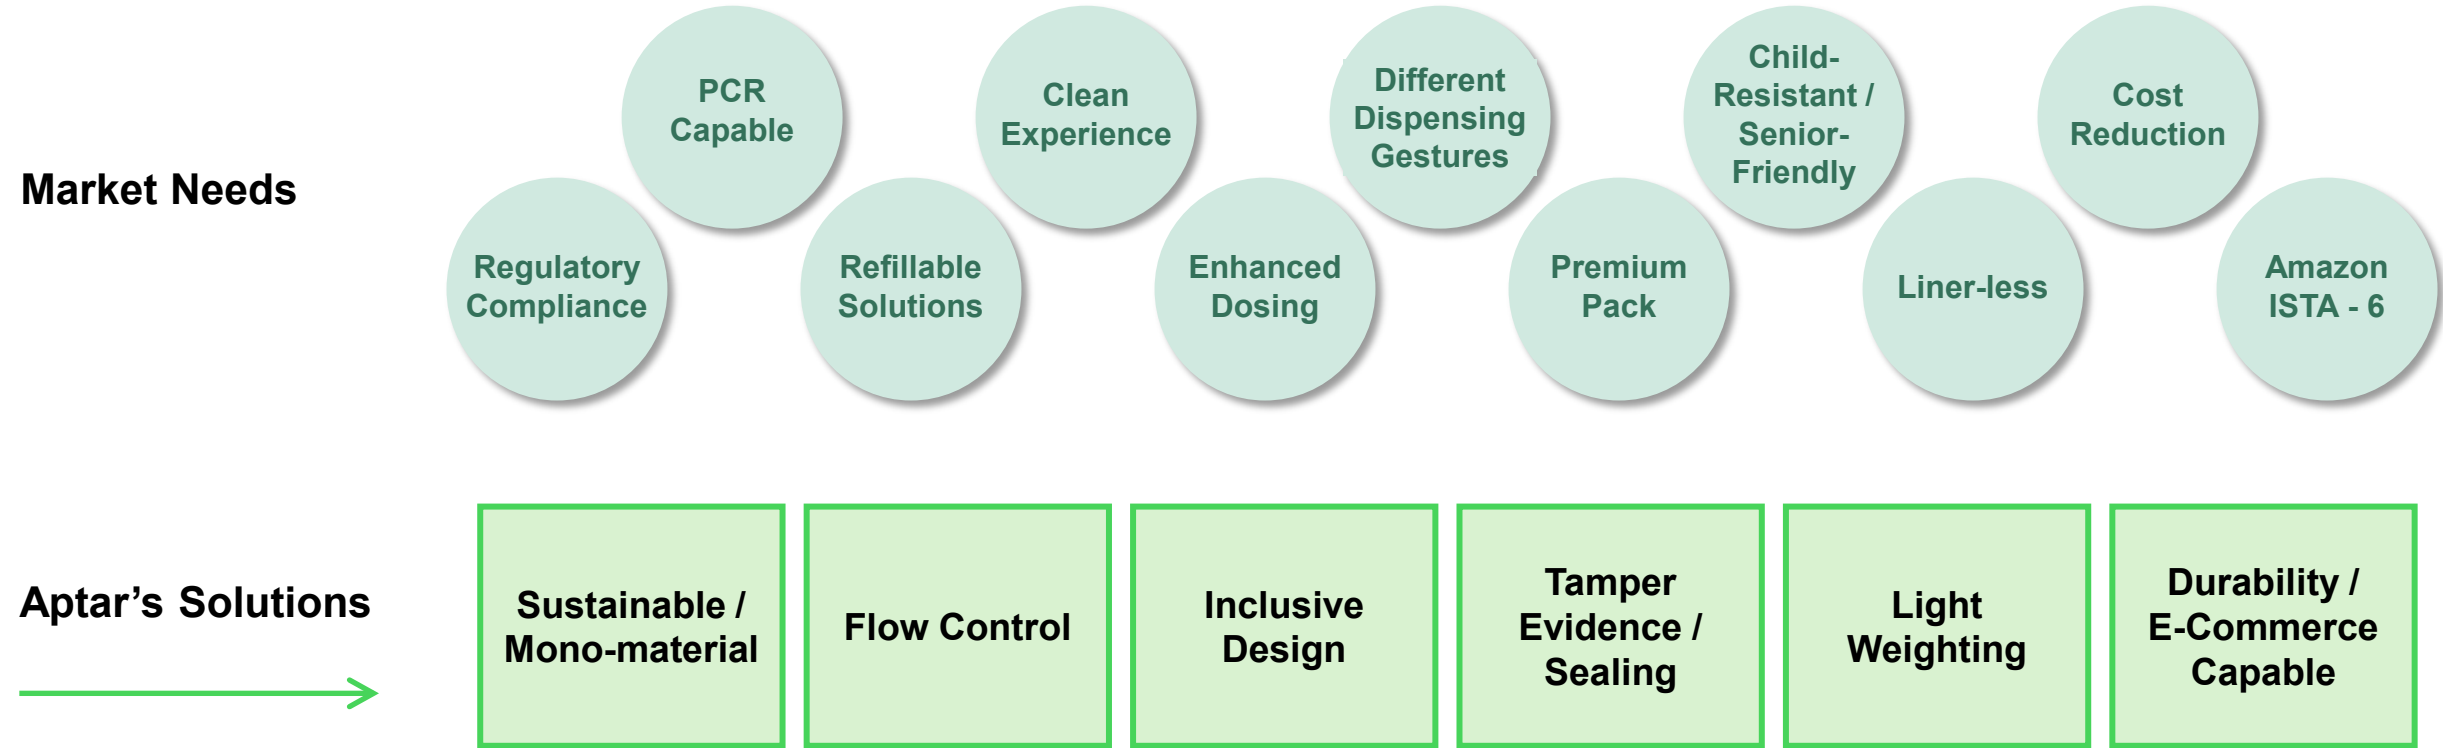 Market Needs
Regulatory
Compliance
PCR
Capable
Refillable
Solutions
Clean
Experience
Enhanced
Dosing
Different
Dispensing
Gestures
Premium
Pack
Child-
Resistant /
Senior-
Friendly
Liner-less
Cost
Reduction
Amazon
ISTA - 6
Aptar’s Solutions
Sustainable /
Mono-material
Flow Control
Inclusive
Design
Tamper
Evidence /
Sealing
Light
Weighting
Durability /
E-Commerce
Capable